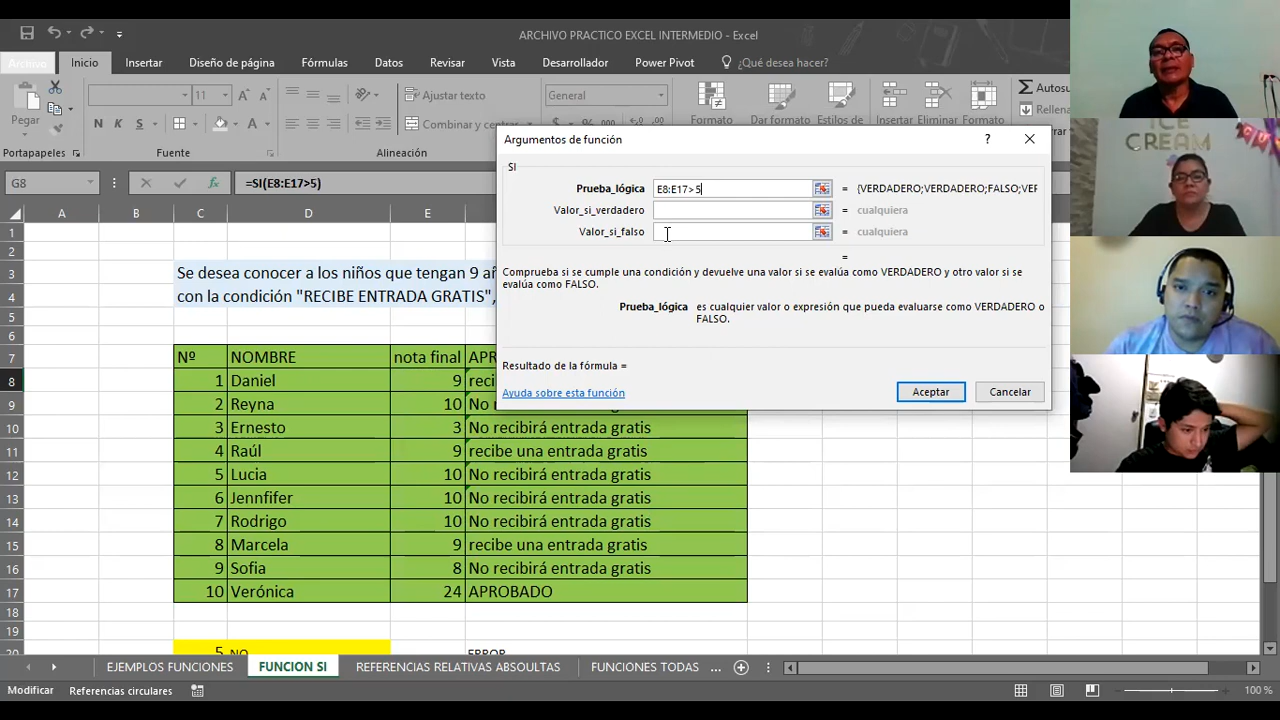 ARCHIVO PRACTICO EXCEL INTERMEDIO - Excel
Archivo Inicio Insertar Diseño de página Fórmulas Datos Revisar Vista Desarrollador Power Pivot ¿Qué desea hacer?
Pegar
11
N K S
Ajustar texto
Combinar y centrar
General
Formato
Dar formato
Estilos de
Insertar Eliminar Formato
Autosu
Rellena
Portapapeles
Fuente
Alineación
G8
=SI(E8:E17>5)
A B C D E
Se desea conocer a los niños que tengan 9 añ
con la condición "RECIBE ENTRADA GRATIS",
Argumentos de función
SI
Prueba_lógica E8:E17>5 = {VERDADERO;VERDADERO;FALSO;VER
Valor_si_verdadero = cualquiera
Valor_si_falso = cualquiera
=
Comprueba si se cumple una condición y devuelve una valor si se evalúa como VERDADERO y otro valor si se
evalúa como FALSO.
Prueba_lógica es cualquier valor o expresión que pueda evaluarse como VERDADERO o
FALSO.
Resultado de la fórmula =
Ayuda sobre esta función
Aceptar
Cancelar
1
2
3
4
5
6
7 Nº NOMBRE nota final APR
8 1 Daniel 9 reci
9 2 Reyna 10 No r
10 3 Ernesto 3 No recibirá entrada gratis
11 4 Raúl 9 recibe una entrada gratis
12 5 Lucia 10 No recibirá entrada gratis
13 6 Jennfifer 10 No recibirá entrada gratis
14 7 Rodrigo 10 No recibirá entrada gratis
15 8 Marcela 9 recibe una entrada gratis
16 9 Sofia 8 No recibirá entrada gratis
17 10 Verónica 24 APROBADO
18
19
20 5 NO ERROR
EJEMPLOS FUNCIONES FUNCION SI REFERENCIAS RELATIVAS ABSOULTAS FUNCIONES TODAS ...
Modificar Referencias circulares
100 %
ICE
CREAM